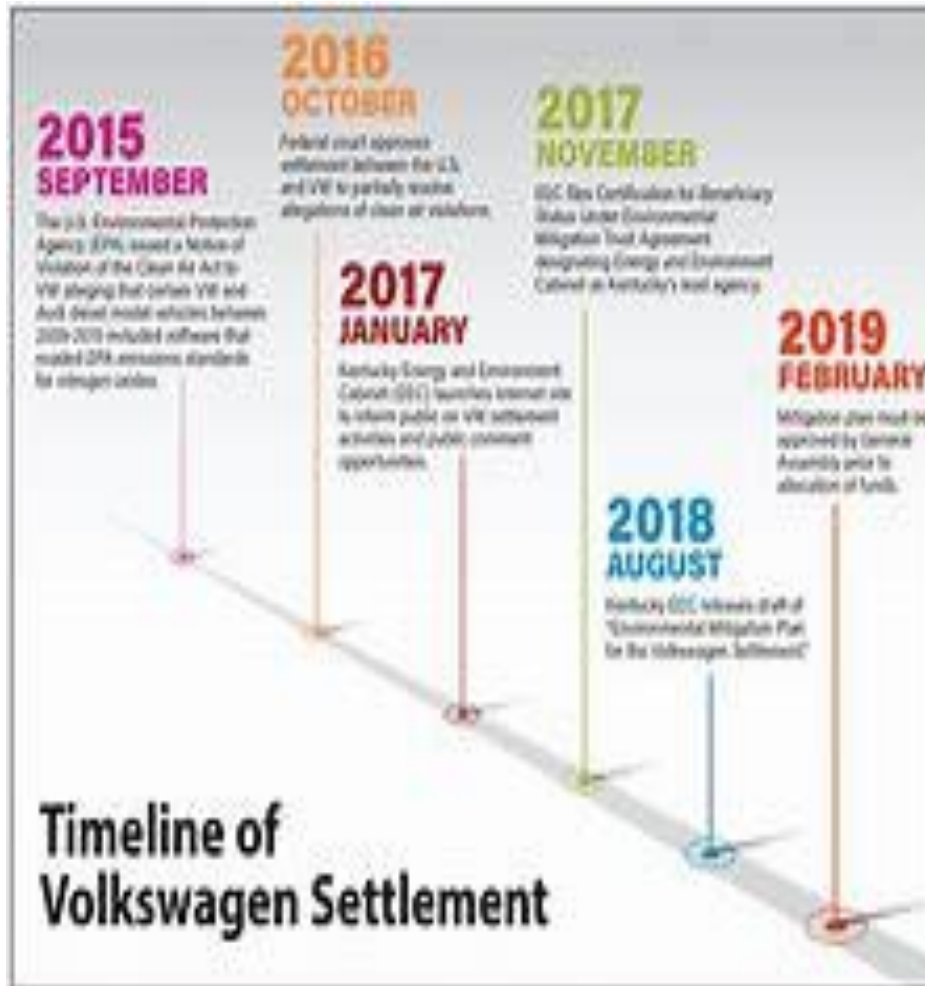 2015
SEPTEMBER
The U.S. Environmental Protection
Agency (EPA) issued a Notice of
Violation of the Clean Air Act to
VW alleging that certain VW and
Audi diesel model vehicles between
included software that
evaded EPA emissions standards
for nitrogen oxides.
2016
OCTOBER
Federal court approves
settlement between the U.S.
and VW to partially resolve
allegations of clean air violations.
2017
JANUARY
Kentucky Energy and Environment
Cabinet (EEC) launches internet site
to inform public on VW settlement
activities and public comment
opportunities.
2017
NOVEMBER
EEC files Certification for Beneficiary
Status Under Environmental
Mitigation Trust Agreement
designating Energy and Environment
Cabinet as Kentucky's lead agency.
2018
AUGUST
Kentucky EEC releases draft of
"Environmental Mitigation Plan
for the Volkswagen Settlement"
2019
FEBRUARY
Mitigation plan must be
approved by General
Assembly prior to
allocation of funds.
Timeline of
Volkswagen Settlement